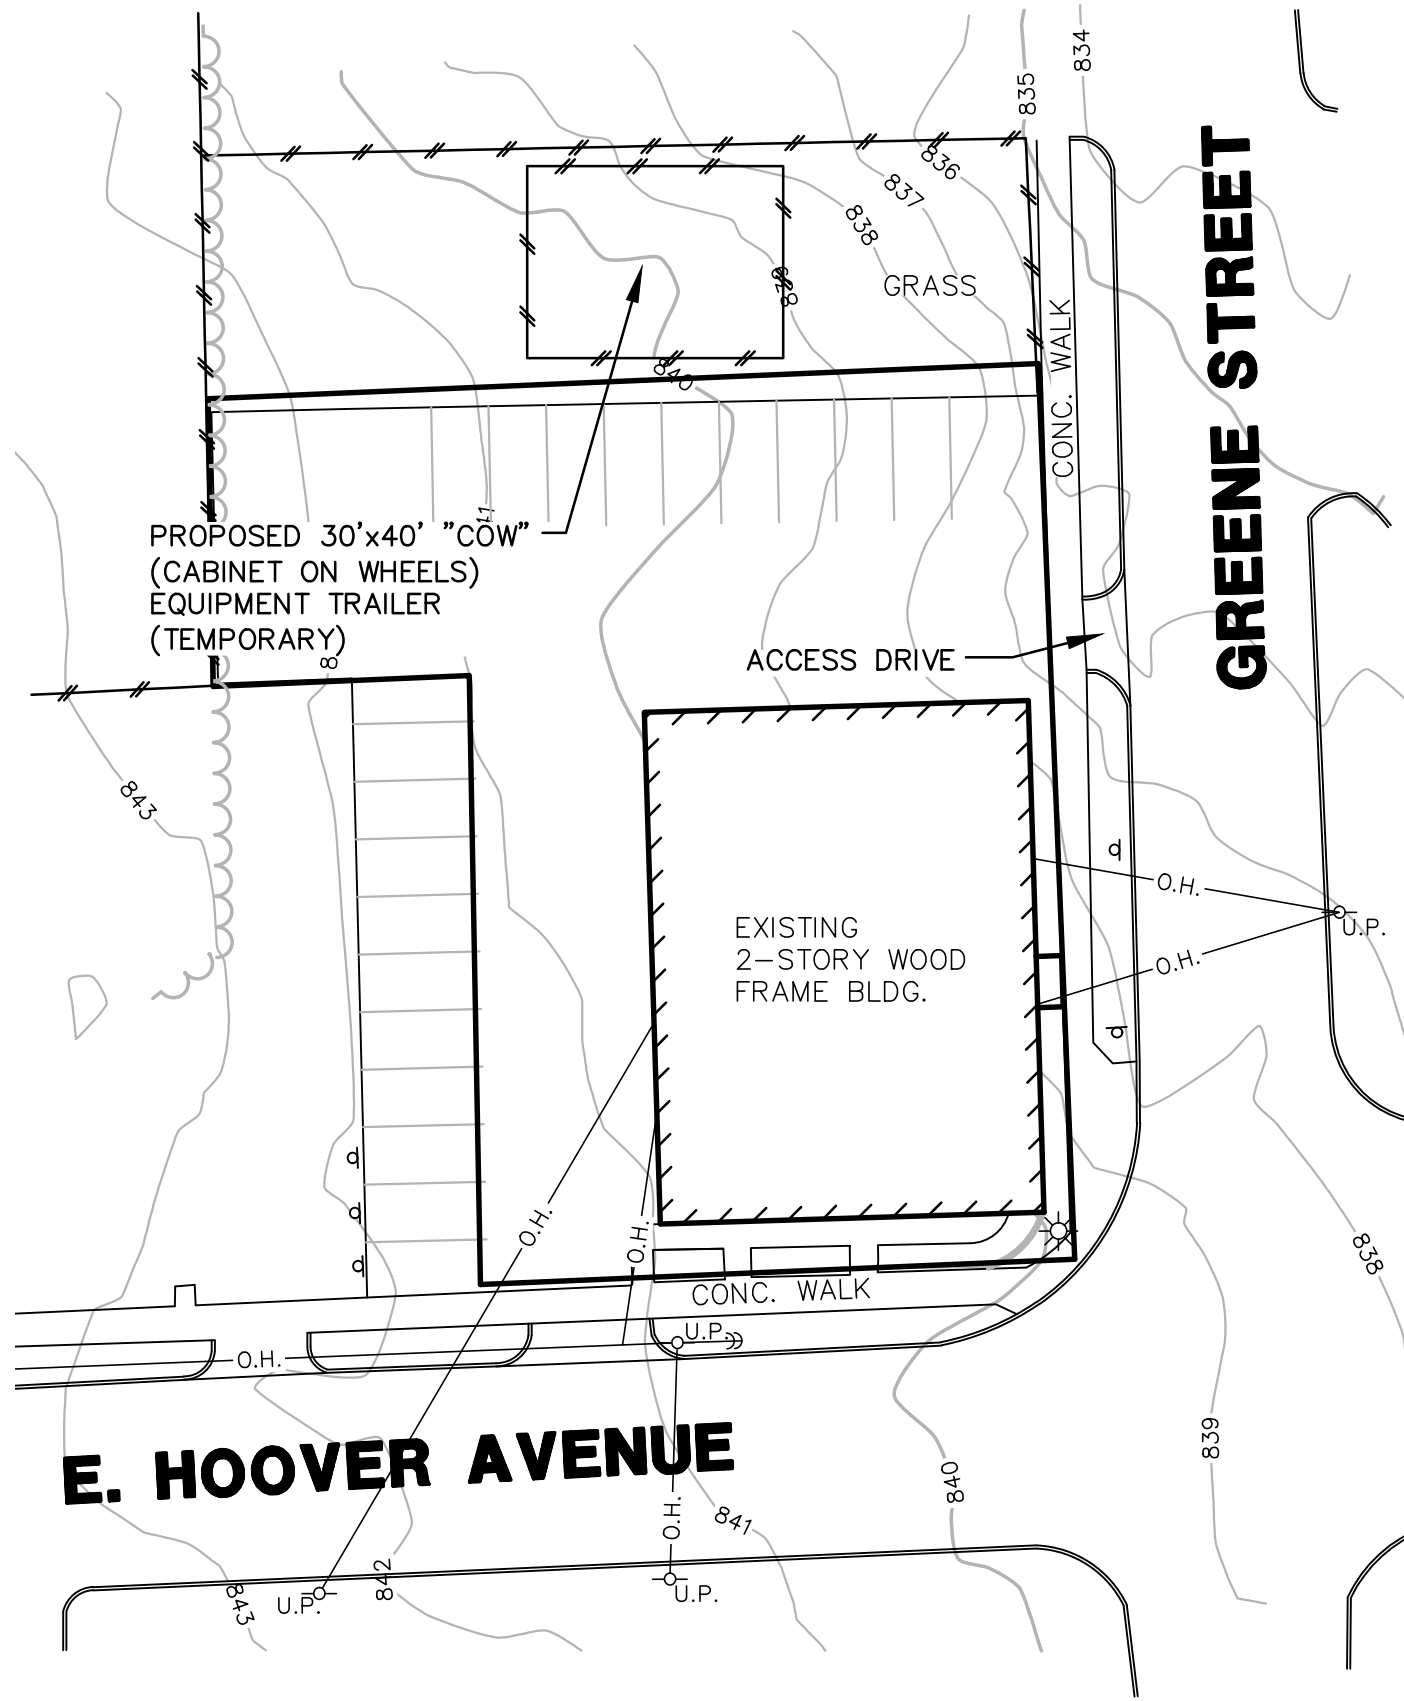 834
835
836
837
838
839
GRASS
CONC. WALK
GREENE STREET
840
PROPOSED 30'x40' "COW"
(CABINET ON WHEELS)
EQUIPMENT TRAILER
(TEMPORARY)
ACCESS DRIVE
843
O.H.
U.P.
O.H.
EXISTING
2-STORY WOOD
FRAME BLDG.
O.H.
O.H.
838
CONC. WALK
U.P.
O.H.
839
E. HOOVER AVENUE
840
O.H.
841
842
843
U.P.
U.P.